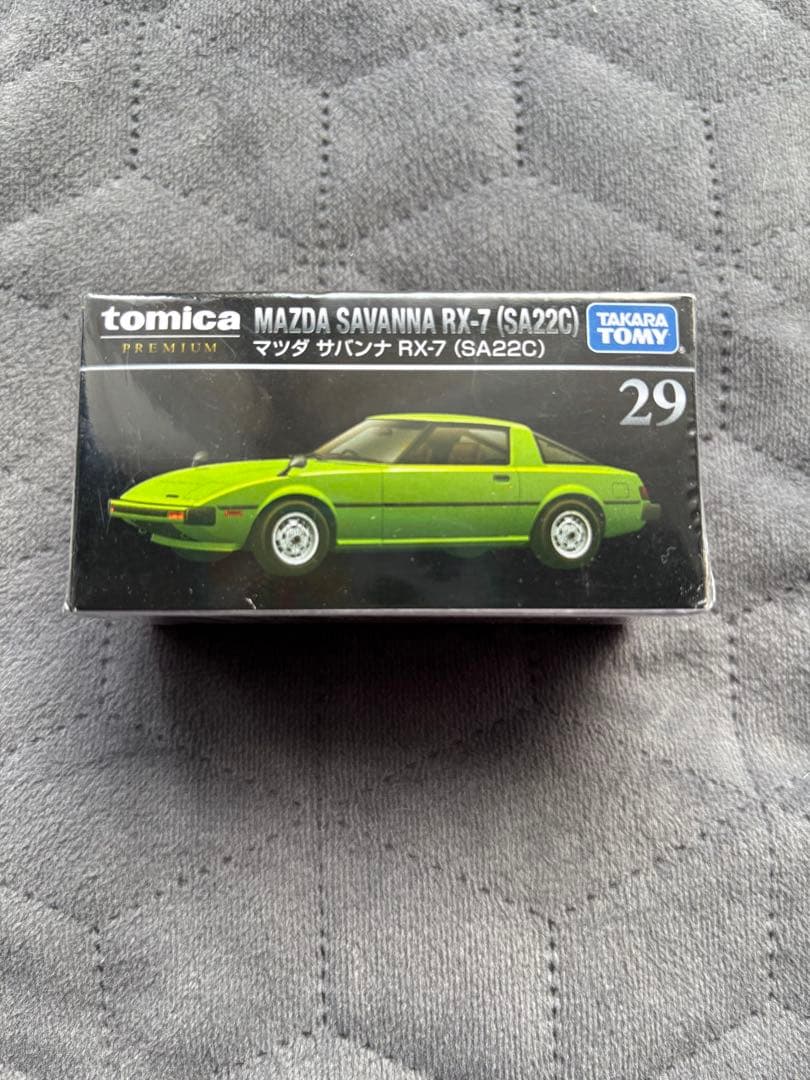 tomica MAZDA SAVANNA RX-7 (SA22C) TAKARA TOMY
PREMIUM マツダ サバンナ RX-7 (SA22C)
29